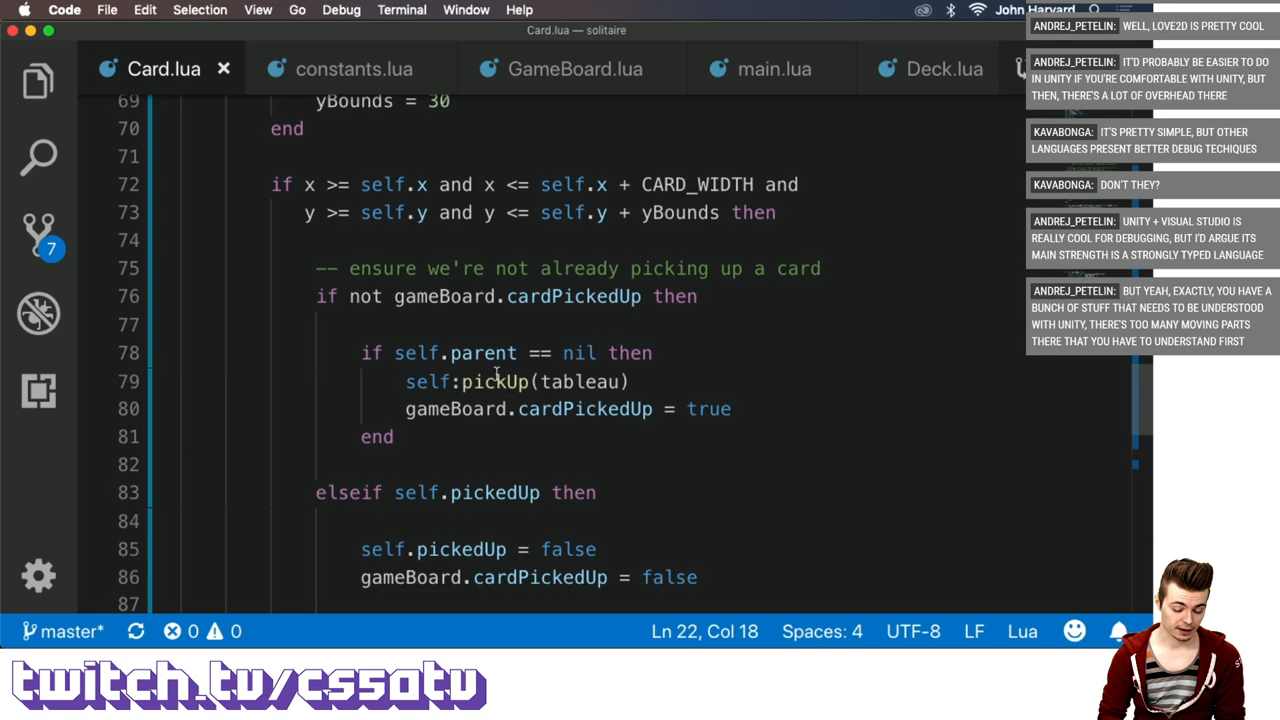 Code File Edit Selection View Go Debug Terminal Window Help John Harvard
Card.lua — solitaire
Card.lua constants.lua GameBoard.lua main.lua Deck.lua
69 yBounds = 30
70 end
71
72 if x >= self.x and x <= self.x + CARD_WIDTH and
73 y >= self.y and y <= self.y + yBounds then
74
75 -- ensure we're not already picking up a card
76 if not gameBoard.cardPickedUp then
77
78 if self.parent == nil then
79 self:pickUp(tableau)
80 gameBoard.cardPickedUp = true
81 end
82
83 elseif self.pickedUp then
84
85 self.pickedUp = false
86 gameBoard.cardPickedUp = false
87
7
master* 0 0 Ln 22, Col 18 Spaces: 4 UTF-8 LF Lua
ANDREJ_PETELIN: WELL, LOVE2D IS PRETTY COOL
ANDREJ_PETELIN: IT'D PROBABLY BE EASIER TO DO
IN UNITY IF YOU'RE COMFORTABLE WITH UNITY, BUT
THEN, THERE'S A LOT OF OVERHEAD THERE
KAVABONGA: IT'S PRETTY SIMPLE, BUT OTHER
LANGUAGES PRESENT BETTER DEBUG TECHIQUES
KAVABONGA: DON'T THEY?
ANDREJ_PETELIN: UNITY + VISUAL STUDIO IS
REALLY COOL FOR DEBUGGING, BUT I'D ARGUE ITS
MAIN STRENGTH IS A STRONGLY TYPED LANGUAGE
ANDREJ_PETELIN: BUT YEAH, EXACTLY, YOU HAVE A
BUNCH OF STUFF THAT NEEDS TO BE UNDERSTOOD
WITH UNITY, THERE'S TOO MANY MOVING PARTS
THERE THAT YOU HAVE TO UNDERSTAND FIRST
twitch.tv/cs50tv